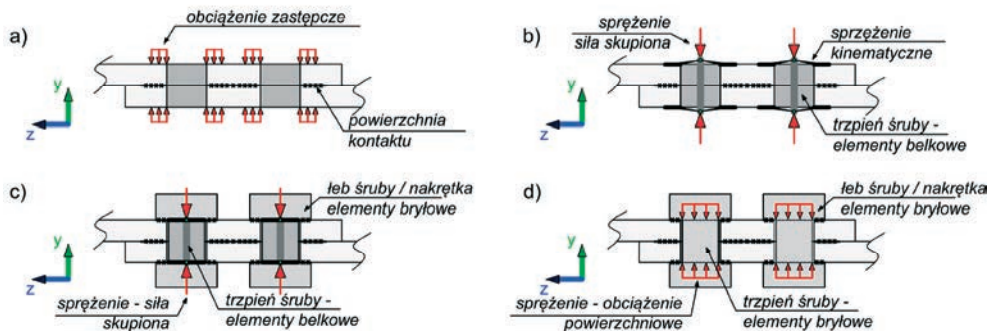 a)
obciążenie zastępcze
y
z
powierzchnia
kontaktu
b)
sprężenie
siła skupiona
sprzężenie
kinematyczne
y
z
trzpień śruby -
elementy belkowe
c)
łeb śruby / nakrętka
elementy bryłowe
y
z
sprężenie - siła
skupiona
trzpień śruby -
elementy belkowe
d)
łeb śruby / nakrętka
elementy bryłowe
y
z
sprężenie - obciążenie
powierzchniowe
trzpień śruby -
elementy bryłowe